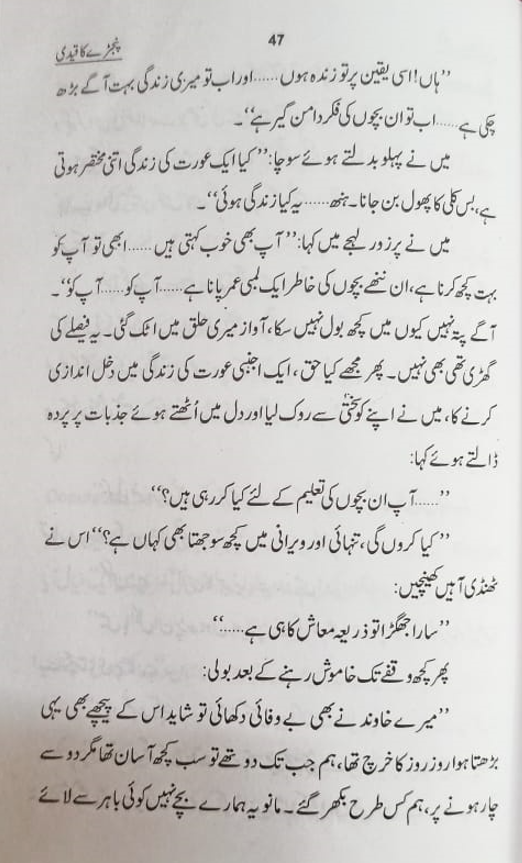 47
پنجڑے کا قیدی
”ہاں! اسی یقین پر تو زندہ ہوں......اور اب تو میری زندگی بہت آگے بڑھ
چکی ہے......اب تو ان بچوں کی فکر دامن گیر ہے“۔
میں نے پہلو بدلتے ہوئے سوچا: ”کیا ایک عورت کی زندگی اتنی مختصر ہوتی
ہے، بس کلی کا پھول بن جانا۔ ہنھ......یہ کیا زندگی ہوئی“۔
میں نے پر زور لہجے میں کہا: ”آپ بھی خوب کہتی ہیں......ابھی تو آپ کو
بہت کچھ کرنا ہے، ان ننھے بچوں کی خاطر ایک لمبی عمر پانا ہے......آپ کو......آپ کو“۔
آگے پتہ نہیں کیوں میں کچھ بول نہیں سکا، آواز میری حلق میں اٹک گئی۔ یہ فیصلے کی
گھڑی تھی بھی نہیں۔ پھر مجھے کیا حق، ایک اجنبی عورت کی زندگی میں دخل اندازی
کرنے کا، میں نے اپنے کو سختی سے روک لیا اور دل میں اُٹھتے ہوئے جذبات پر پردہ
ڈالتے ہوئے کہا:
”......آپ ان بچوں کی تعلیم کے لئے کیا کر رہی ہیں؟“
”کیا کروں گی، تنہائی اور ویرانی میں کچھ سوجھتا بھی کہاں ہے؟“ اس نے
ٹھنڈی آہیں کھینچیں:
”سارا جھگڑا تو ذریعہ معاش کا ہی ہے......“
پھر کچھ وقفے تک خاموش رہنے کے بعد بولی:
”میرے خاوند نے بھی بے وفائی دکھائی تو شاید اس کے پیچھے بھی یہی
بڑھتا ہوا روز روز کا خرچ تھا، ہم جب تک دو تھے تو سب کچھ آسان تھا مگر دو سے
چار ہونے پر، ہم کس طرح بکھر گئے۔ مانو یہ ہمارے بچے نہیں کوئی باہر سے لائے